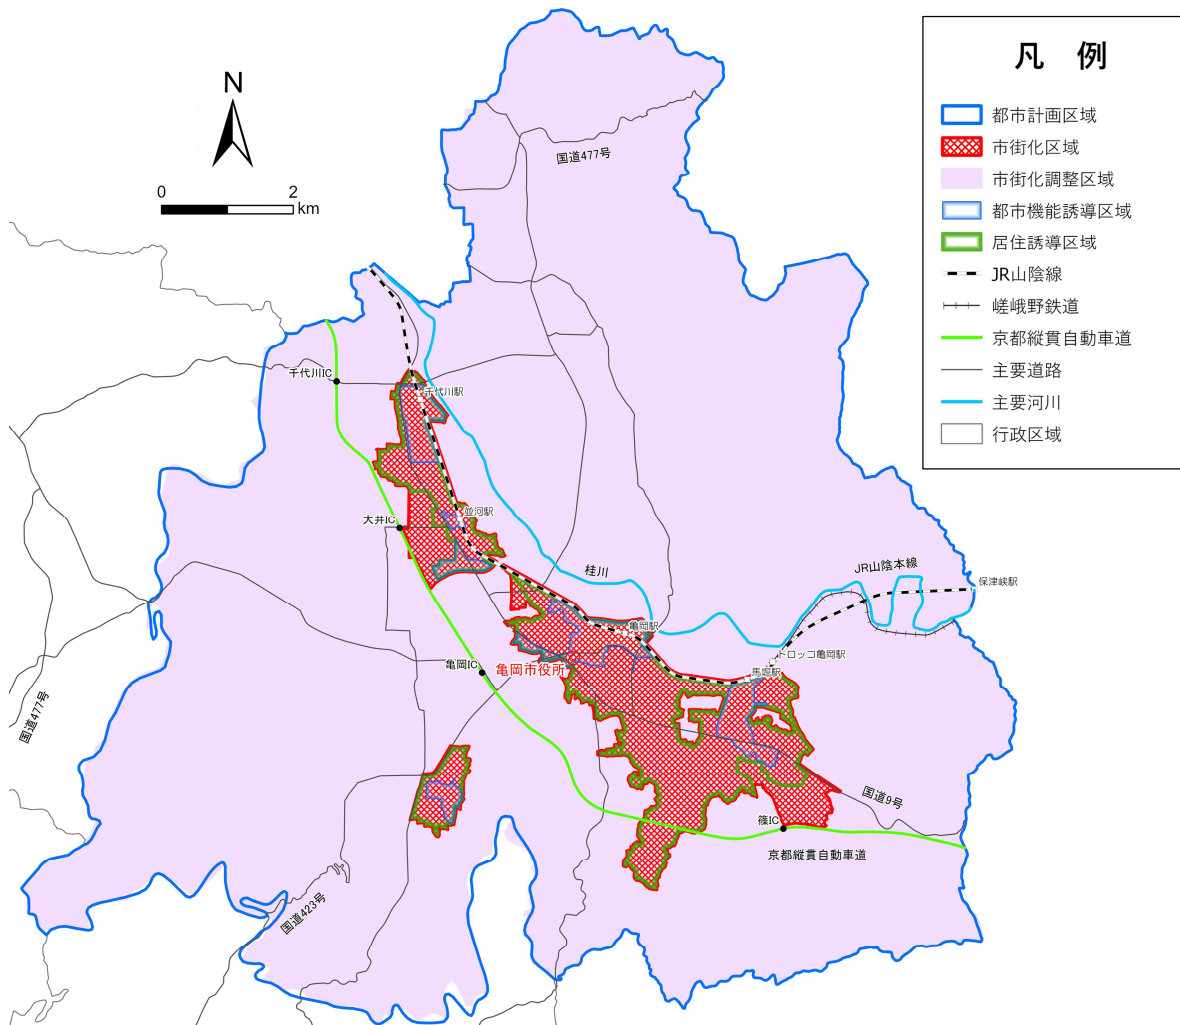 凡 例
都市計画区域
市街化区域
市街化調整区域
都市機能誘導区域
居住誘導区域
JR山陰線
嵯峨野鉄道
京都縦貫自動車道
主要道路
主要河川
行政区域
N
0 2
km
国道477号
千代川IC
千代川駅
大井IC
並河駅
桂川
JR山陰本線
保津峡駅
亀岡駅
トロッコ亀岡駅
馬堀駅
亀岡IC
亀岡市役所
国道477号
国道9号
篠IC
京都縦貫自動車道
国道423号